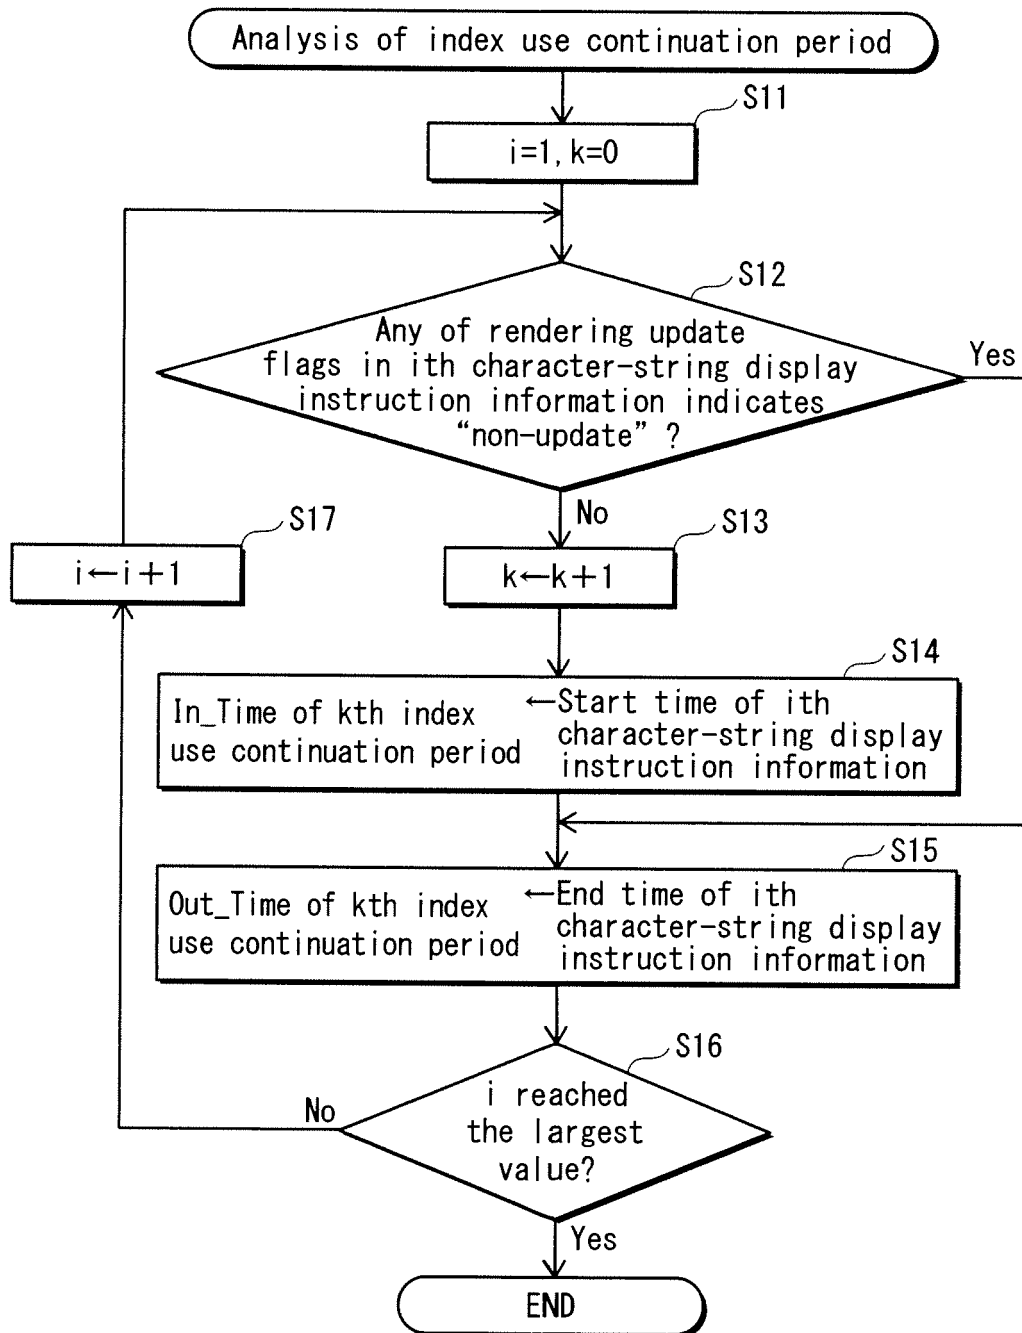 Analysis of index use continuation period
S11
i=1, k=0
S12
Any of rendering update
flags in ith character-string display
instruction information indicates
“non-update” ?
Yes
No
S17
i←i+1
S13
k←k+1
S14
In_Time of kth index
use continuation period
←Start time of ith
character-string display
instruction information
S15
Out_Time of kth index
use continuation period
←End time of ith
character-string display
instruction information
S16
i reached
the largest
value?
No
Yes
END